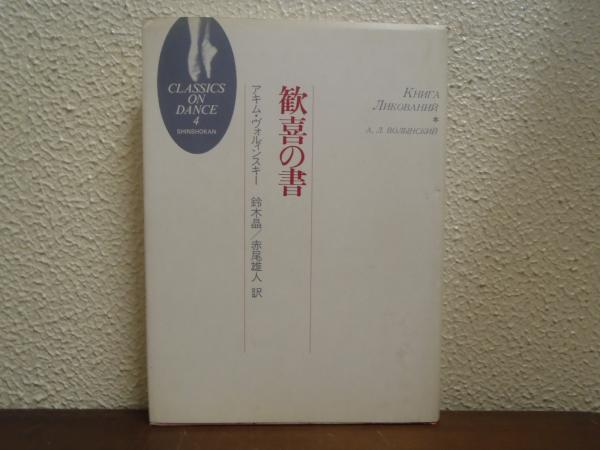 CLASSICS
ON
DANCE
4
SHINSHOKAN
歓喜の書
アキム・ヴォルィンスキー
鈴木晶/赤尾雄人 訳
КНИГА
ЛИКОВАНИЙ
*
А. Л. ВОЛЫНСКИЙ